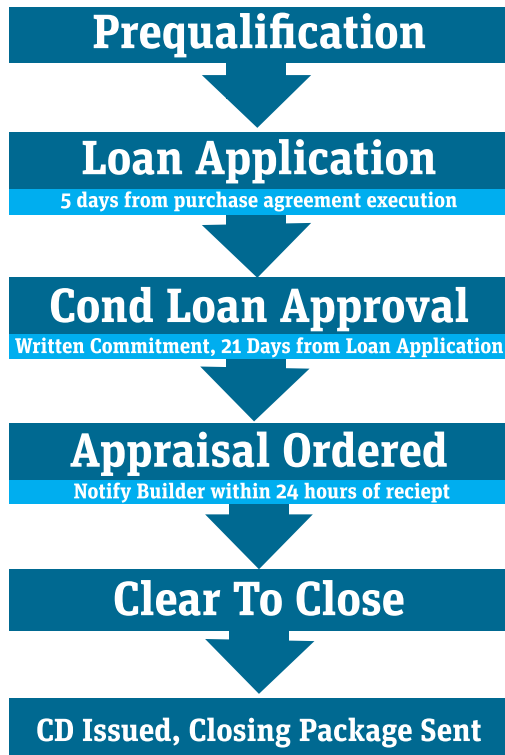 Prequalification
Loan Application
5 days from purchase agreement execution
Cond Loan Approval
Written Commitment, 21 Days from Loan Application
Appraisal Ordered
Notify Builder within 24 hours of reciept
Clear To Close
CD Issued, Closing Package Sent